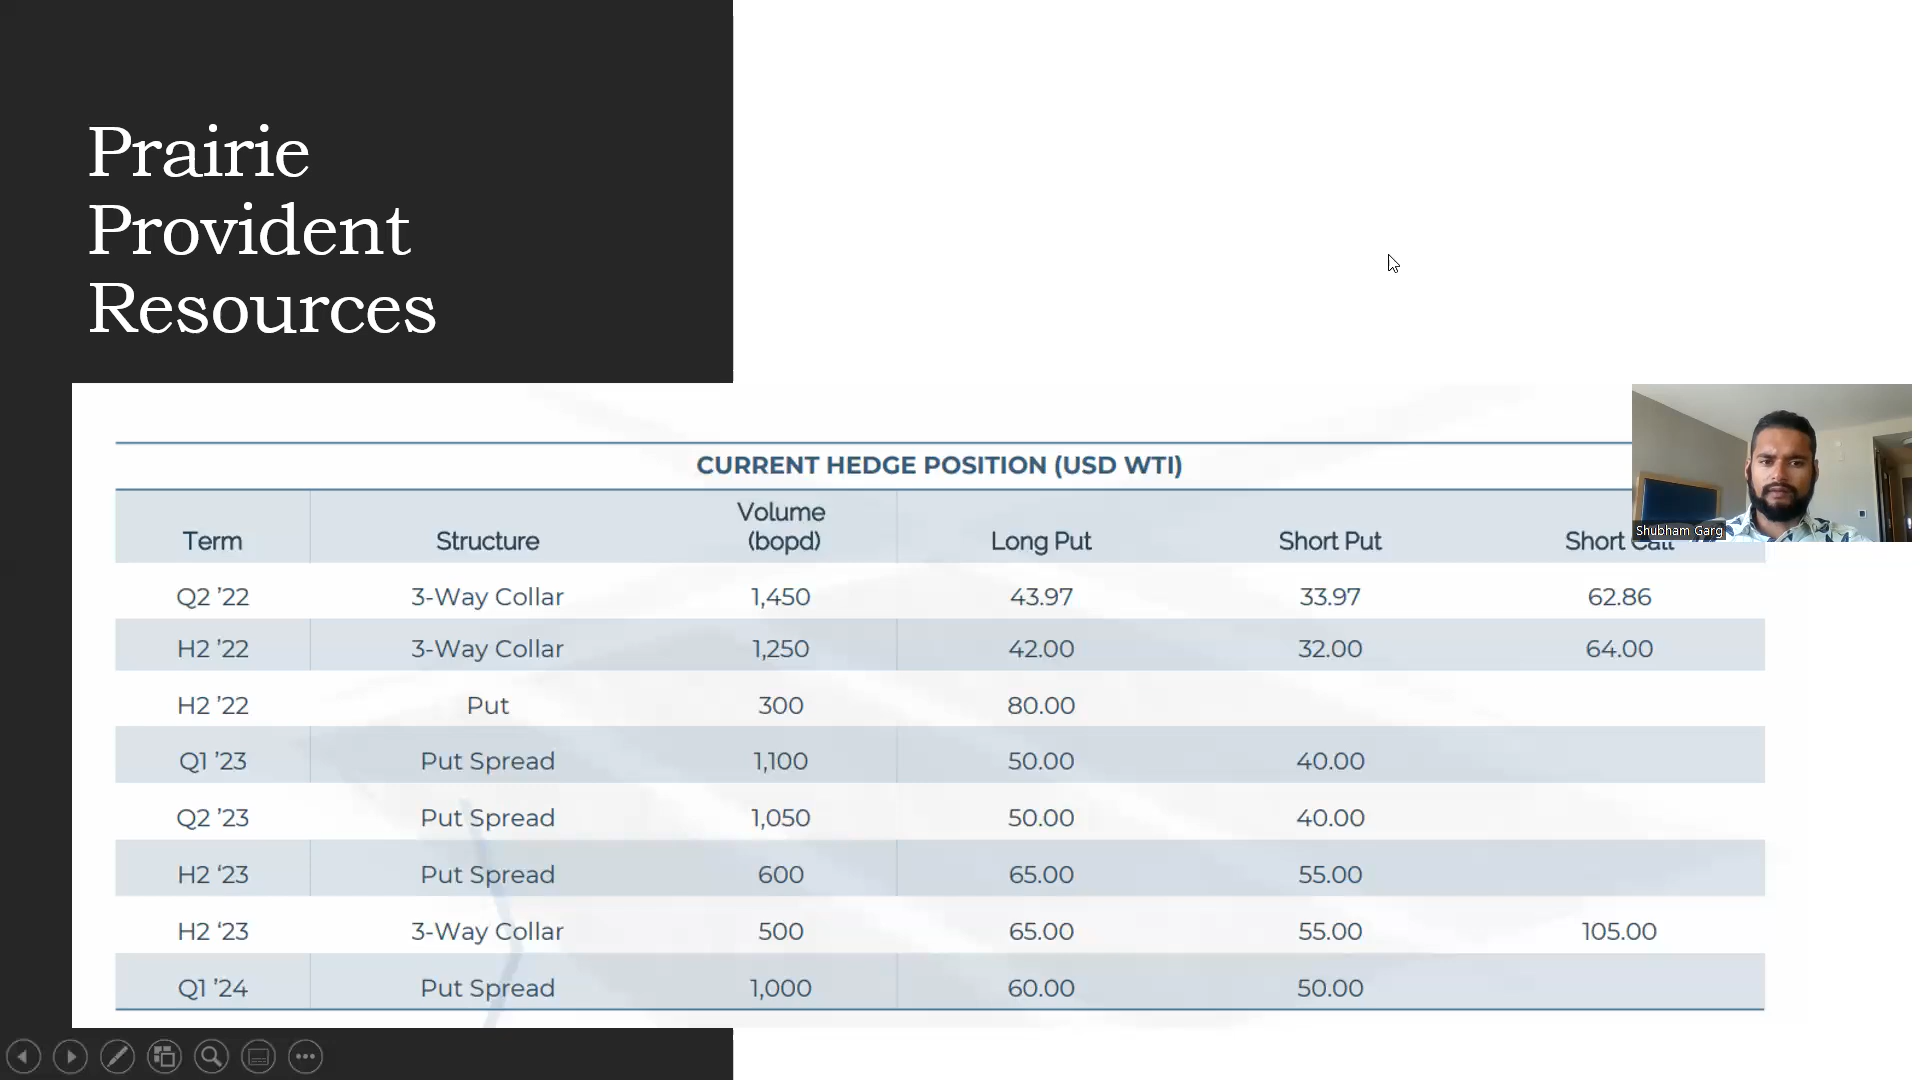 Prairie
Provident
Resources
CURRENT HEDGE POSITION (USD WTI)
Term Structure Volume (bopd) Long Put Short Put Short Call
Q2 ’22 3-Way Collar 1,450 43.97 33.97 62.86
H2 ’22 3-Way Collar 1,250 42.00 32.00 64.00
H2 ’22 Put 300 80.00
Q1 ’23 Put Spread 1,100 50.00 40.00
Q2 ’23 Put Spread 1,050 50.00 40.00
H2 ‘23 Put Spread 600 65.00 55.00
H2 ‘23 3-Way Collar 500 65.00 55.00 105.00
Q1 ’24 Put Spread 1,000 60.00 50.00
Shubham Garg